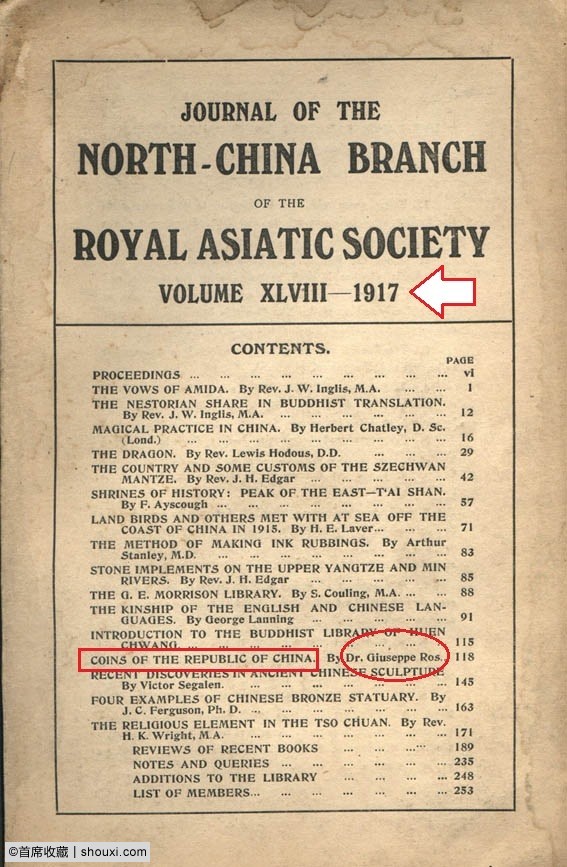 JOURNAL OF THE
NORTH-CHINA BRANCH
OF THE
ROYAL ASIATIC SOCIETY
VOLUME XLVIII—1917
CONTENTS.
PAGE
PROCEEDINGS ... ... ... ... ... ... ... ... vi
THE VOWS OF AMIDA. By Rev. J. W. Inglis, M.A. ... ... 1
THE NESTORIAN SHARE IN BUDDHIST TRANSLATION.
By Rev. J. W. Inglis, M.A. ... ... ... ... ... 12
MAGICAL PRACTICE IN CHINA. By Herbert Chatley, D. Sc.
(Lond.) ... ... ... ... ... ... ... ... 16
THE DRAGON. By Rev. Lewis Hodous, D.D. ... ... 29
THE COUNTRY AND SOME CUSTOMS OF THE SZECHWAN
MANTZE. By Rev. J. H. Edgar ... ... ... ... 42
SHRINES OF HISTORY: PEAK OF THE EAST—T‘AI SHAN.
By F. Ayscough ... ... ... ... ... ... ... 57
LAND BIRDS AND OTHERS MET WITH AT SEA OFF THE
COAST OF CHINA IN 1915. By H. E. Laver... ... ... 71
THE METHOD OF MAKING INK RUBBINGS. By Arthur
Stanley, M.D. ... ... ... ... ... ... ... 83
STONE IMPLEMENTS ON THE UPPER YANGTZE AND MIN
RIVERS. By Rev. J. H. Edgar ... ... ... ... 85
THE G. E. MORRISON LIBRARY. By S. Couling, M.A. ... ... 88
THE KINSHIP OF THE ENGLISH AND CHINESE LAN-
GUAGES. By George Lanning ... ... ... ... ... 91
INTRODUCTION TO THE BUDDHIST LIBRARY OF HUEN
CHWANG... ... ... ... ... ... ... ... 115
COINS OF THE REPUBLIC OF CHINA. By Dr. Giuseppe Ros.. 118
RECENT DISCOVERIES IN ANCIENT CHINESE SCULPTURE
By Victor Segalen. ... ... ... ... ... ... 145
FOUR EXAMPLES OF CHINESE BRONZE STATUARY. By
J. C. Ferguson, Ph. D. ... ... ... ... ... ... 163
THE RELIGIOUS ELEMENT IN THE TSO CHUAN. By Rev.
H. K. Wright, M.A. ... ... ... ... ... ... 171
REVIEWS OF RECENT BOOKS ... ... ... 189
NOTES AND QUERIES ... ... ... ... ... 235
ADDITIONS TO THE LIBRARY ... ... ... 248
LIST OF MEMBERS... ... ... ... ... ... 253
©首席收藏 | shouxi.com